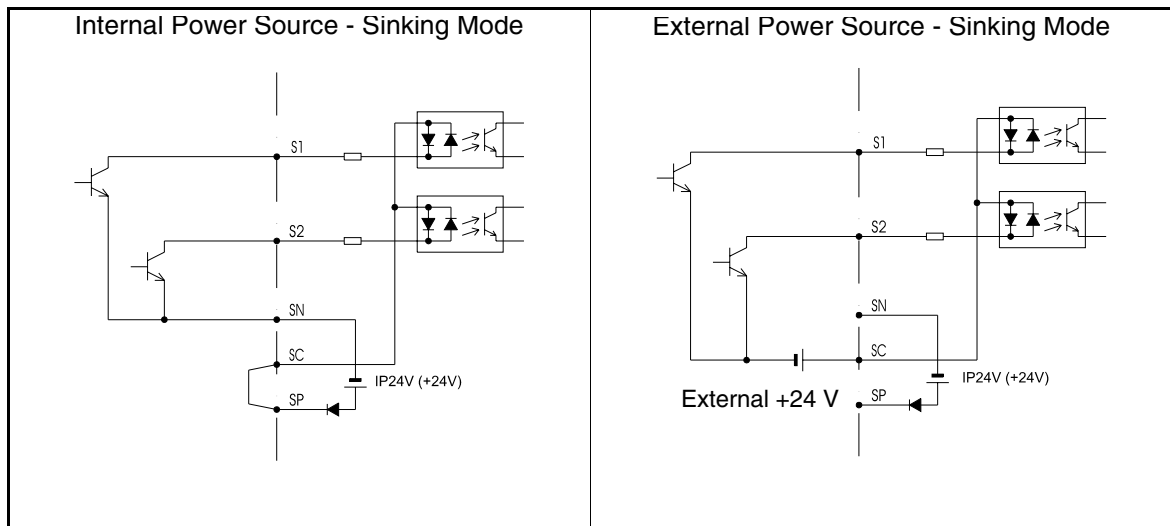 Internal Power Source - Sinking Mode
S1
S2
SN
SC
IP24V (+24V)
SP
External Power Source - Sinking Mode
S1
S2
SN
SC
IP24V (+24V)
External +24 V
SP